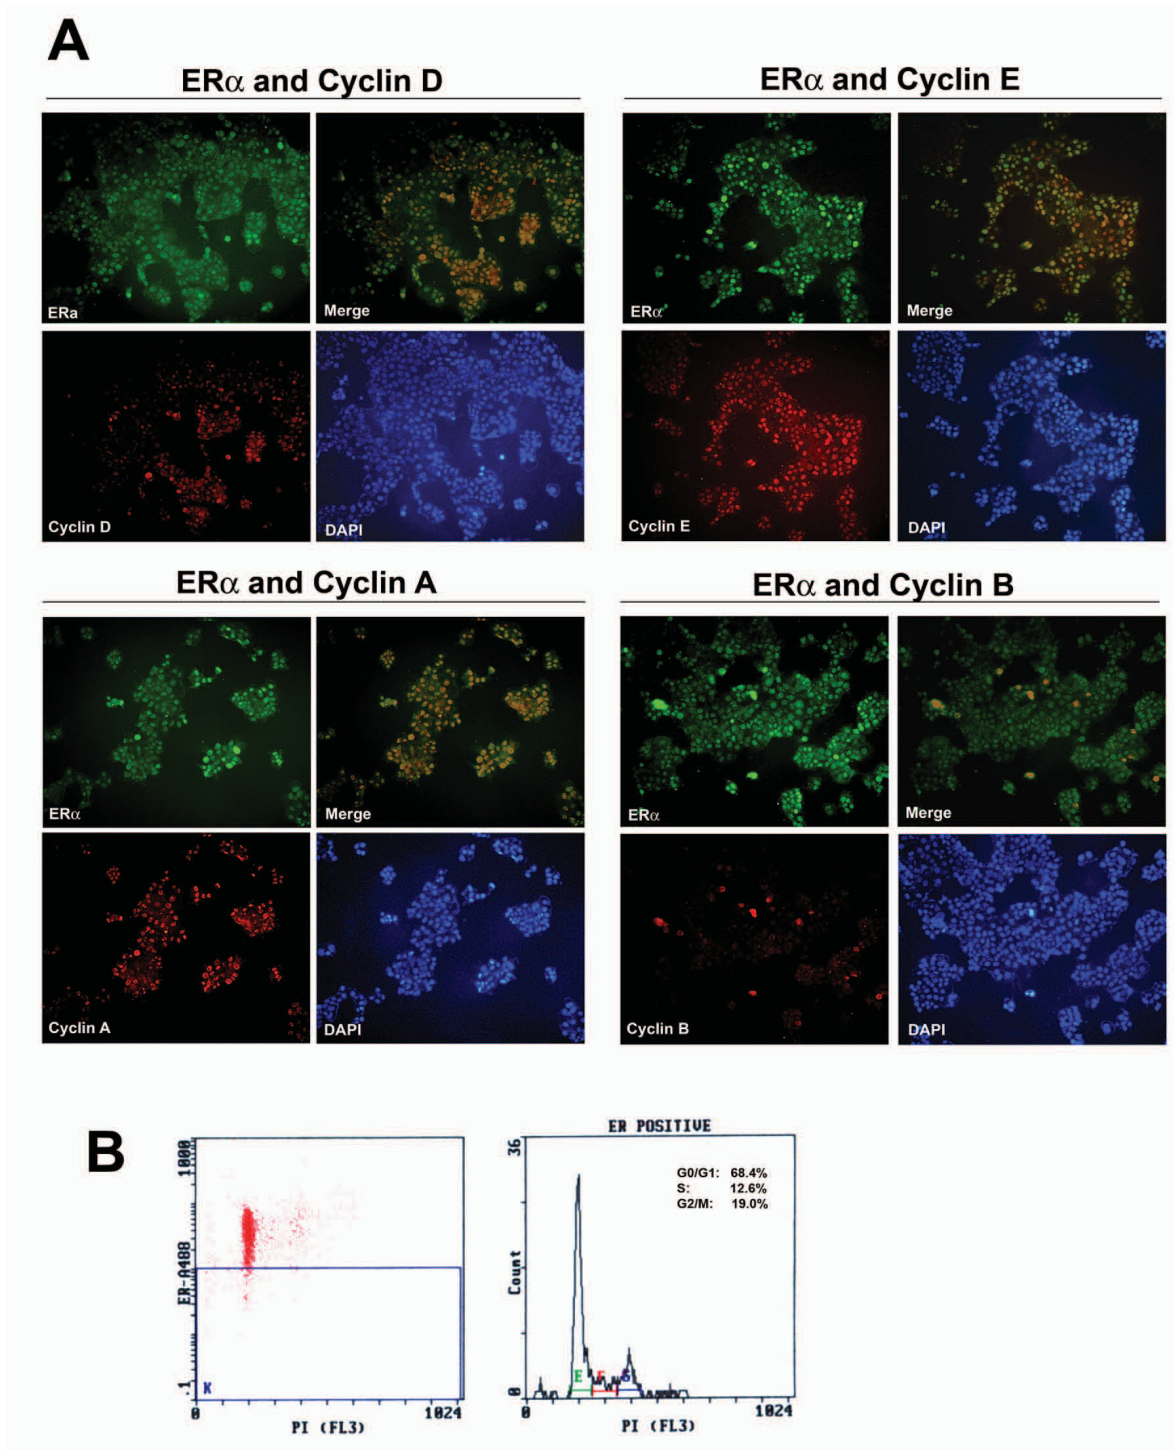 A
ERα and Cyclin D
ERα and Cyclin E
ERa
Merge
ERα
Merge
Cyclin D
DAPI
Cyclin E
DAPI
ERα and Cyclin A
ERα and Cyclin B
ERα
Merge
ERα
Merge
Cyclin A
DAPI
Cyclin B
DAPI
B
1000
ER-A488
.1
K
0
1024
PI (FL3)
ER POSITIVE
36
G0/G1: 68.4%
S: 12.6%
G2/M: 19.0%
Count
E
F
G
0
0
1024
PI (FL3)